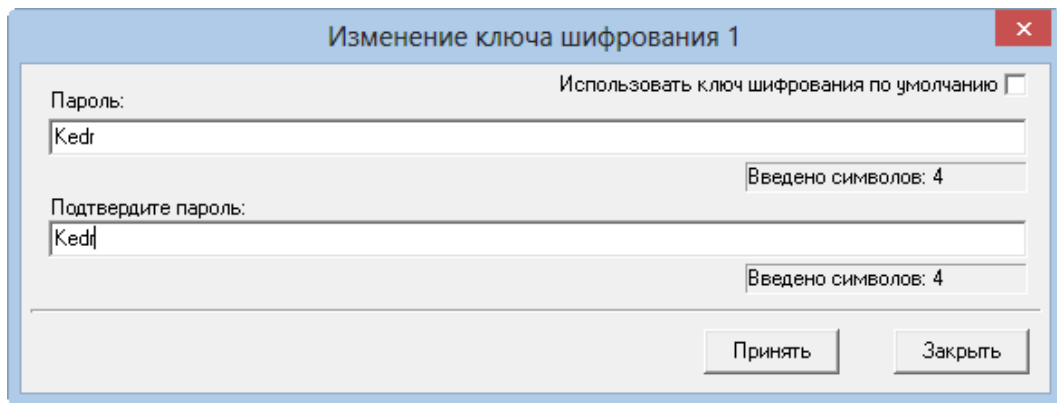 Изменение ключа шифрования 1
Использовать ключ шифрования по умолчанию
Пароль:
Kedr
Введено символов: 4
Подтвердите пароль:
Kedr
Введено символов: 4
Принять
Закрыть